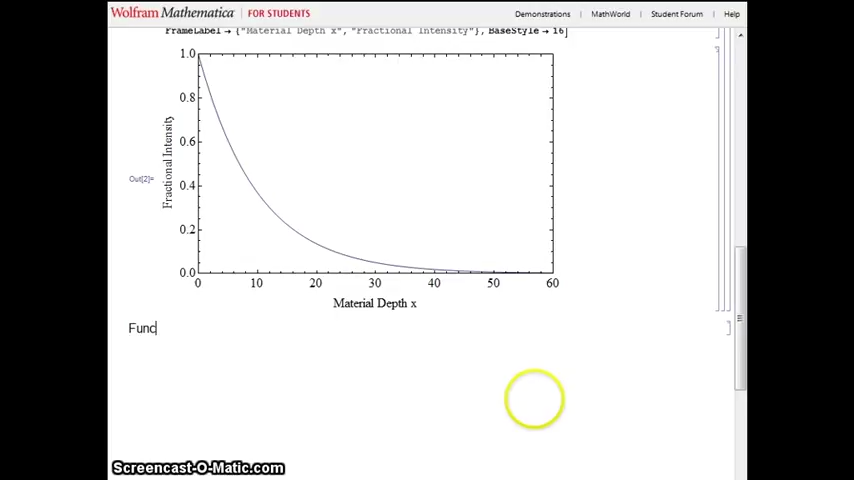 Wolfram Mathematica | FOR STUDENTS Demonstrations MathWorld Student Forum Help
FrameLabel → {"Material Depth x", "Fractional Intensity"}, BaseStyle → 16]
1.0
0.8
0.6
0.4
0.2
0.0
Fractional Intensity
Out[2]=
0 10 20 30 40 50 60
Material Depth x
Func
Screencast-O-Matic.com